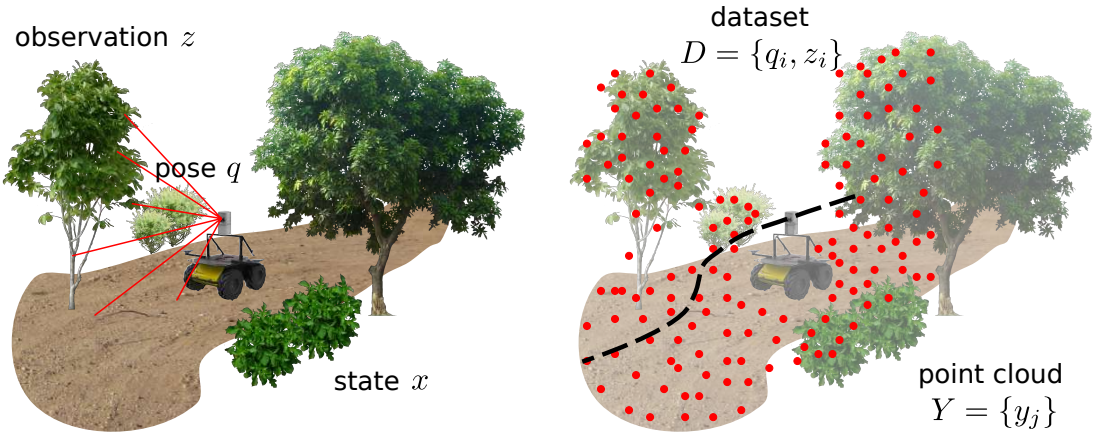 observation z
pose q
state x
dataset
D = {q_i, z_i}
point cloud
Y = {y_j}